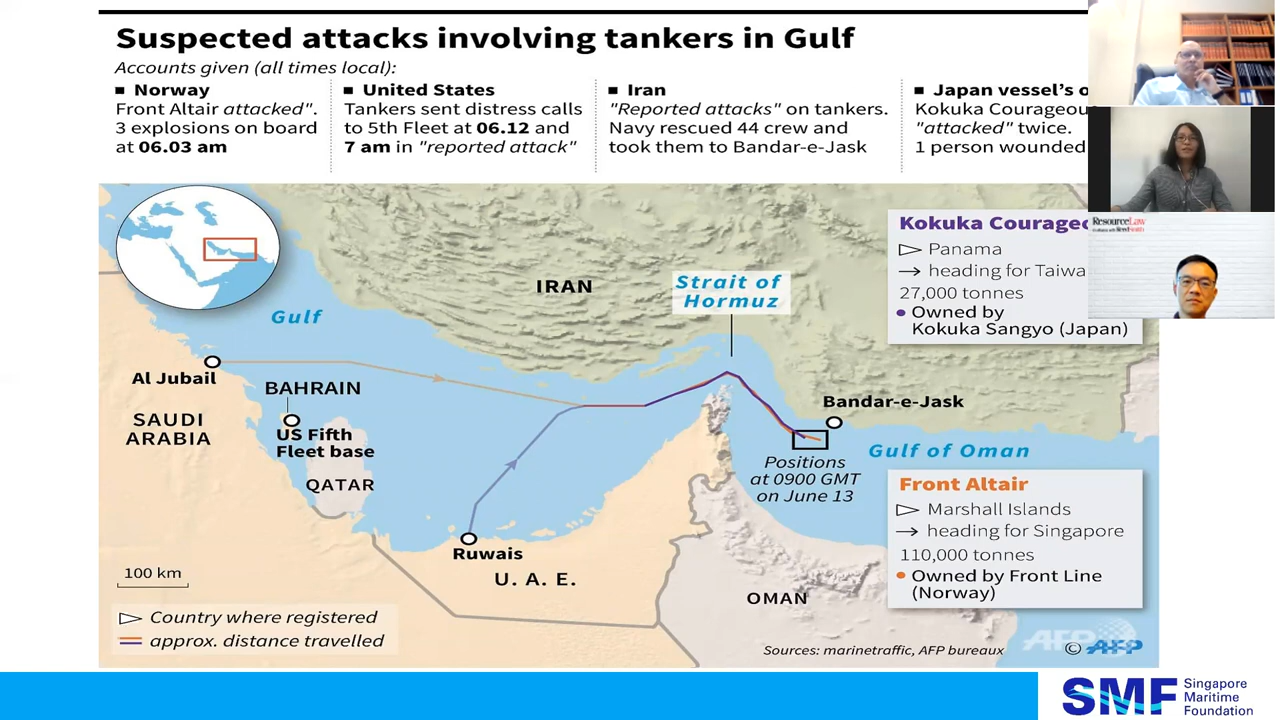 Suspected attacks involving tankers in Gulf
Accounts given (all times local):
■ Norway
Front Altair attacked".
3 explosions on board
at 06.03 am
■ United States
Tankers sent distress calls
to 5th Fleet at 06.12 and
7 am in "reported attack"
■ Iran
"Reported attacks" on tankers.
Navy rescued 44 crew and
took them to Bandar-e-Jask
■ Japan vessel's o
Kokuka Courageou
"attacked" twice.
1 person wounded
ResourceLaw
Kokuka Courageo
Panama
→ heading for Taiwa
27,000 tonnes
Owned by
Kokuka Sangyo (Japan)
IRAN
Strait of
Hormuz
Gulf
Al Jubail
BAHRAIN
SAUDI
ARABIA
US Fifth
Fleet base
QATAR
Bandar-e-Jask
Gulf of Oman
Positions
at 0900 GMT
on June 13
Front Altair
Marshall Islands
→ heading for Singapore
110,000 tonnes
Owned by Front Line
(Norway)
Ruwais
U. A. E.
OMAN
100 km
Country where registered
approx. distance travelled
Sources: marinetraffic, AFP bureaux
AFP
© AFP
SMF
Singapore
Maritime
Foundation